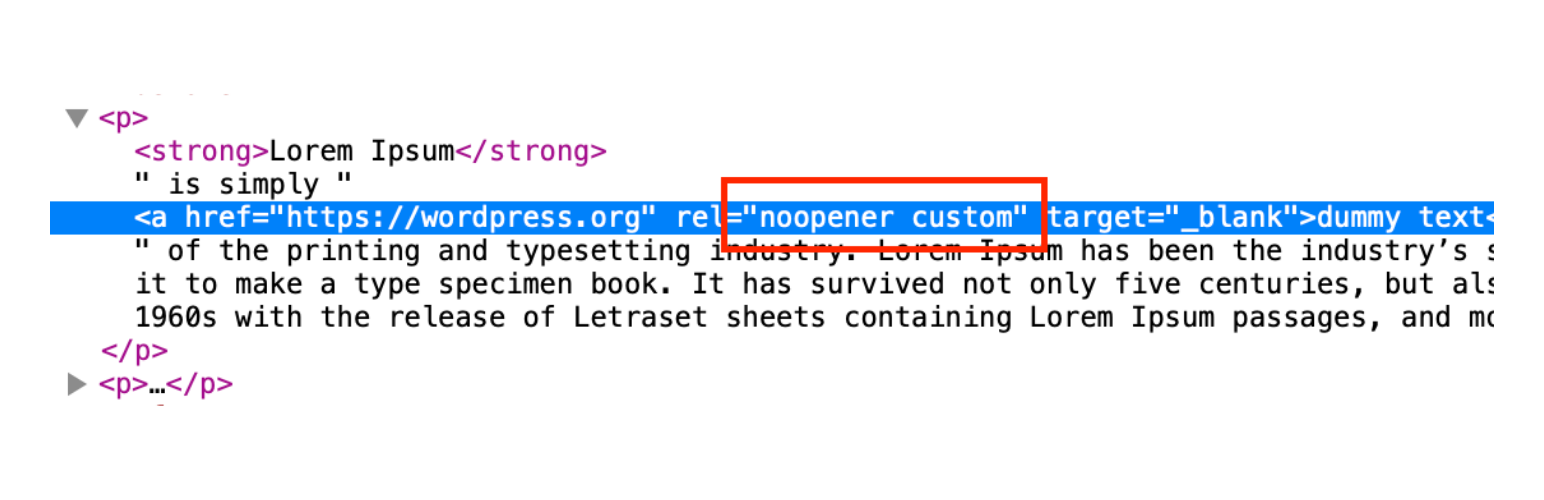 <p>
<strong>Lorem Ipsum</strong>
" is simply "
<a href="https://wordpress.org" rel="noopener custom" target="_blank">dummy text<
" of the printing and typesetting industry. Lorem Ipsum has been the industry’s
it to make a type specimen book. It has survived not only five centuries, but
1960s with the release of Letraset sheets containing Lorem Ipsum passages, and
</p>
<p>…</p>